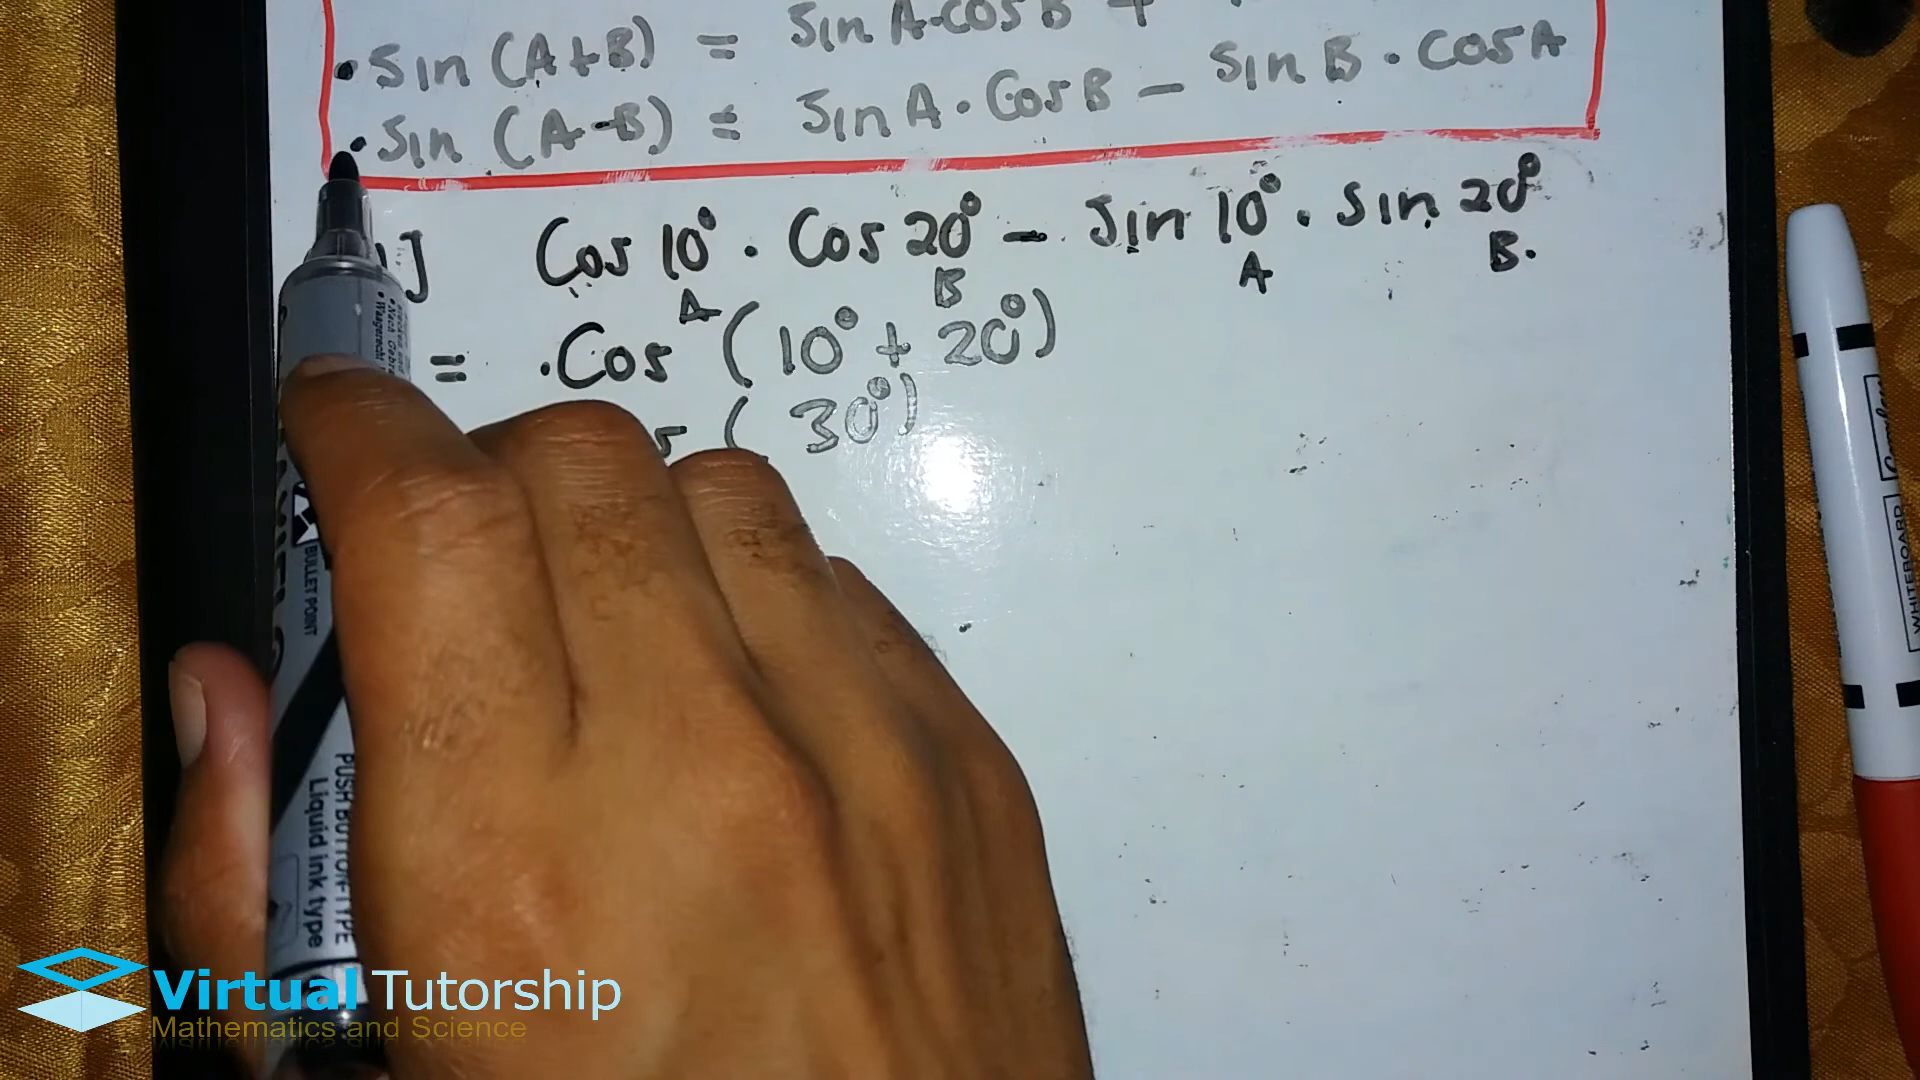 • sin (A+B) = sin A · cos B +
• sin (A-B) = sin A · Cos B - sin B · cos A
1] Cos 10° · Cos 20° - sin 10° · sin 20°
A B A B.
= · Cos (10° + 20°)
s (30°)
BULLET POINT
PUSH BUTTON TYPE
Liquid ink type
WHITEBOARD
Virtual Tutorship
Mathematics and Science